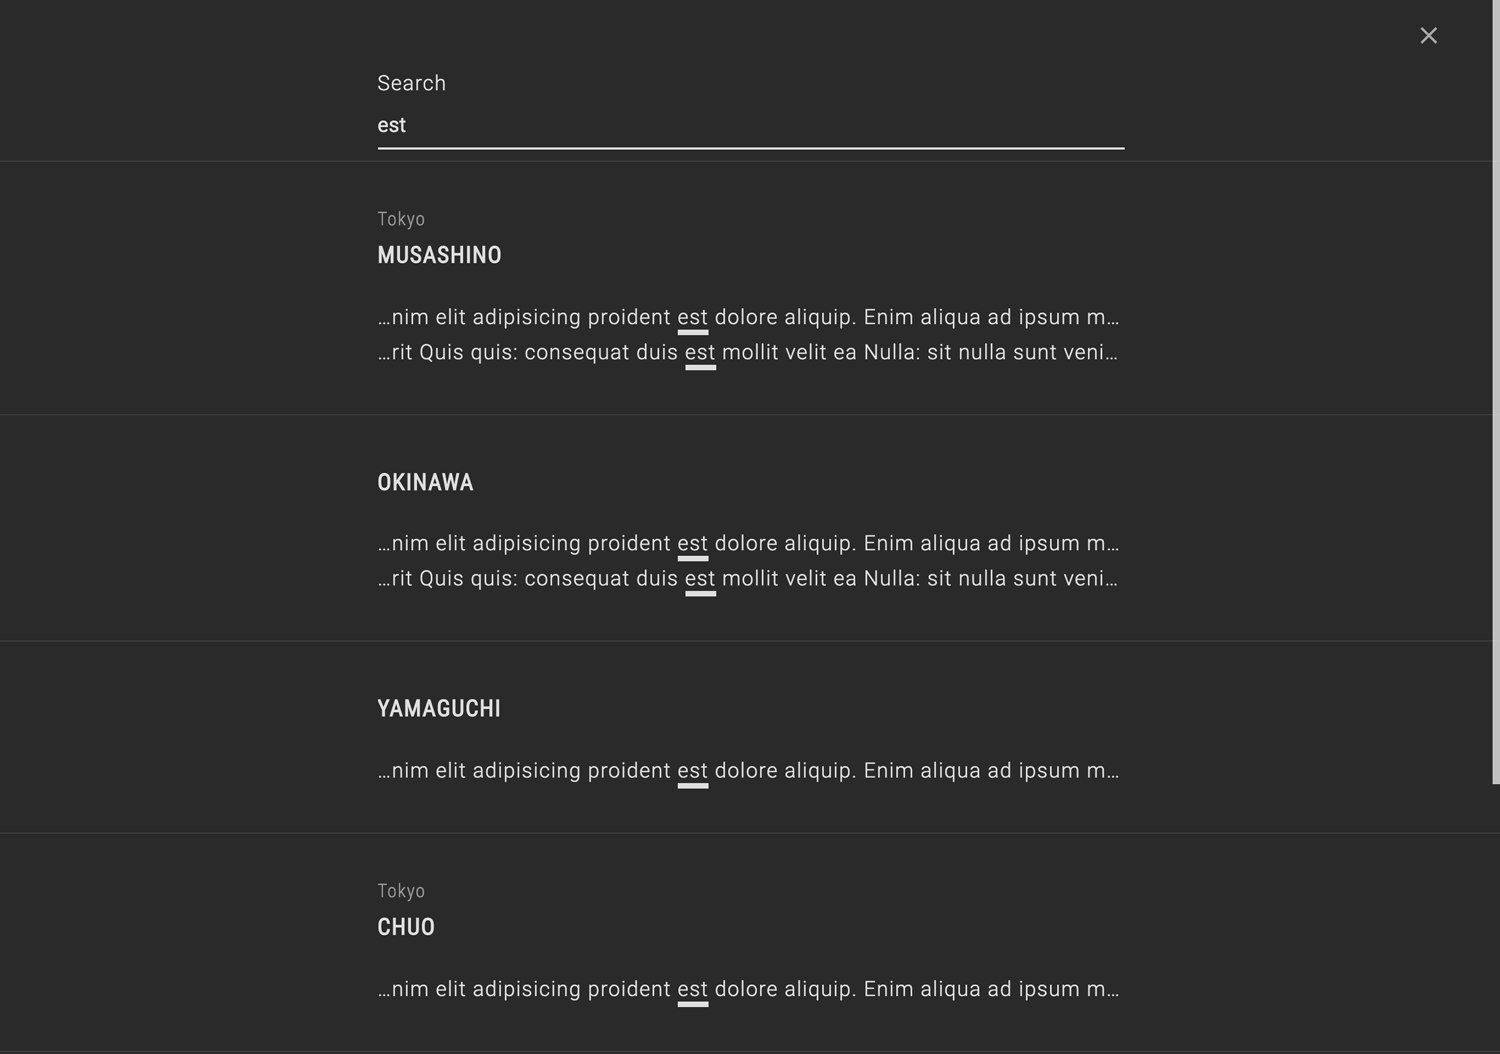 Search
est
Tokyo
MUSASHINO
…nim elit adipisicing proident est dolore aliquip. Enim aliqua ad ipsum m…
…rit Quis quis: consequat duis est mollit velit ea Nulla: sit nulla sunt veni…
OKINAWA
…nim elit adipisicing proident est dolore aliquip. Enim aliqua ad ipsum m…
…rit Quis quis: consequat duis est mollit velit ea Nulla: sit nulla sunt veni…
YAMAGUCHI
…nim elit adipisicing proident est dolore aliquip. Enim aliqua ad ipsum m…
Tokyo
CHUO
…nim elit adipisicing proident est dolore aliquip. Enim aliqua ad ipsum m…